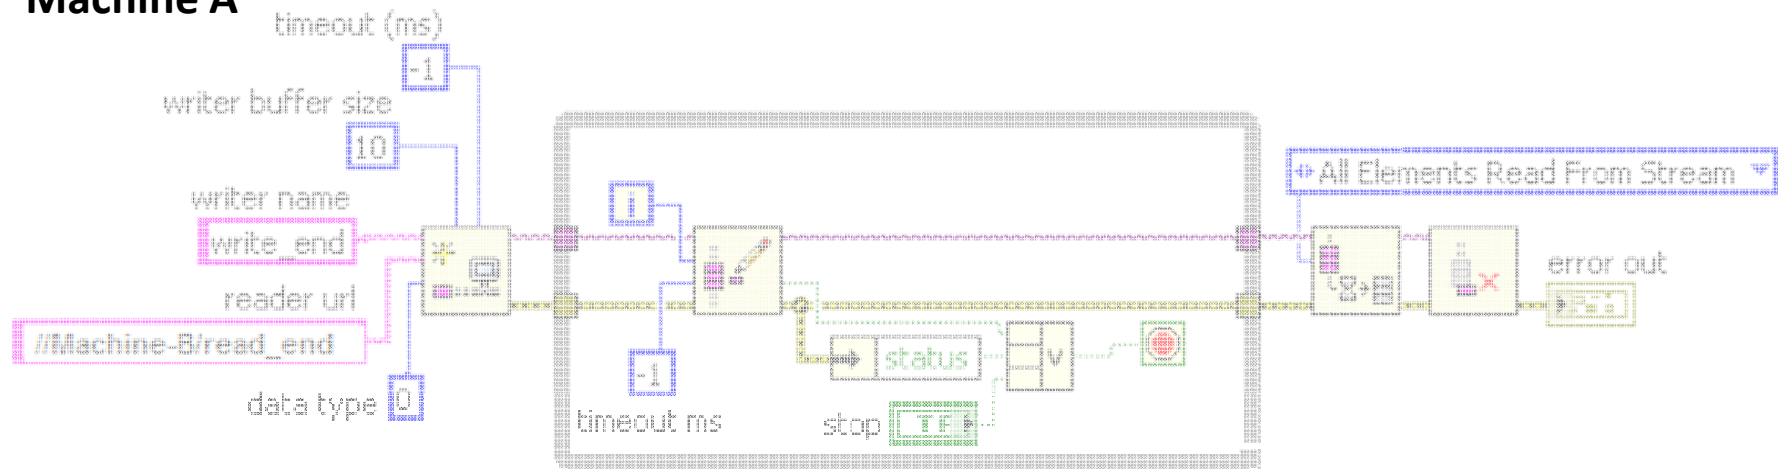 Machine A
timeout (ms)
-1
writer buffer size
10
writer name
write_end
reader url
//Machine-B/read_end
data type
0
-1
timeout ms
status
stop
TF
All Elements Read From Stream
error out